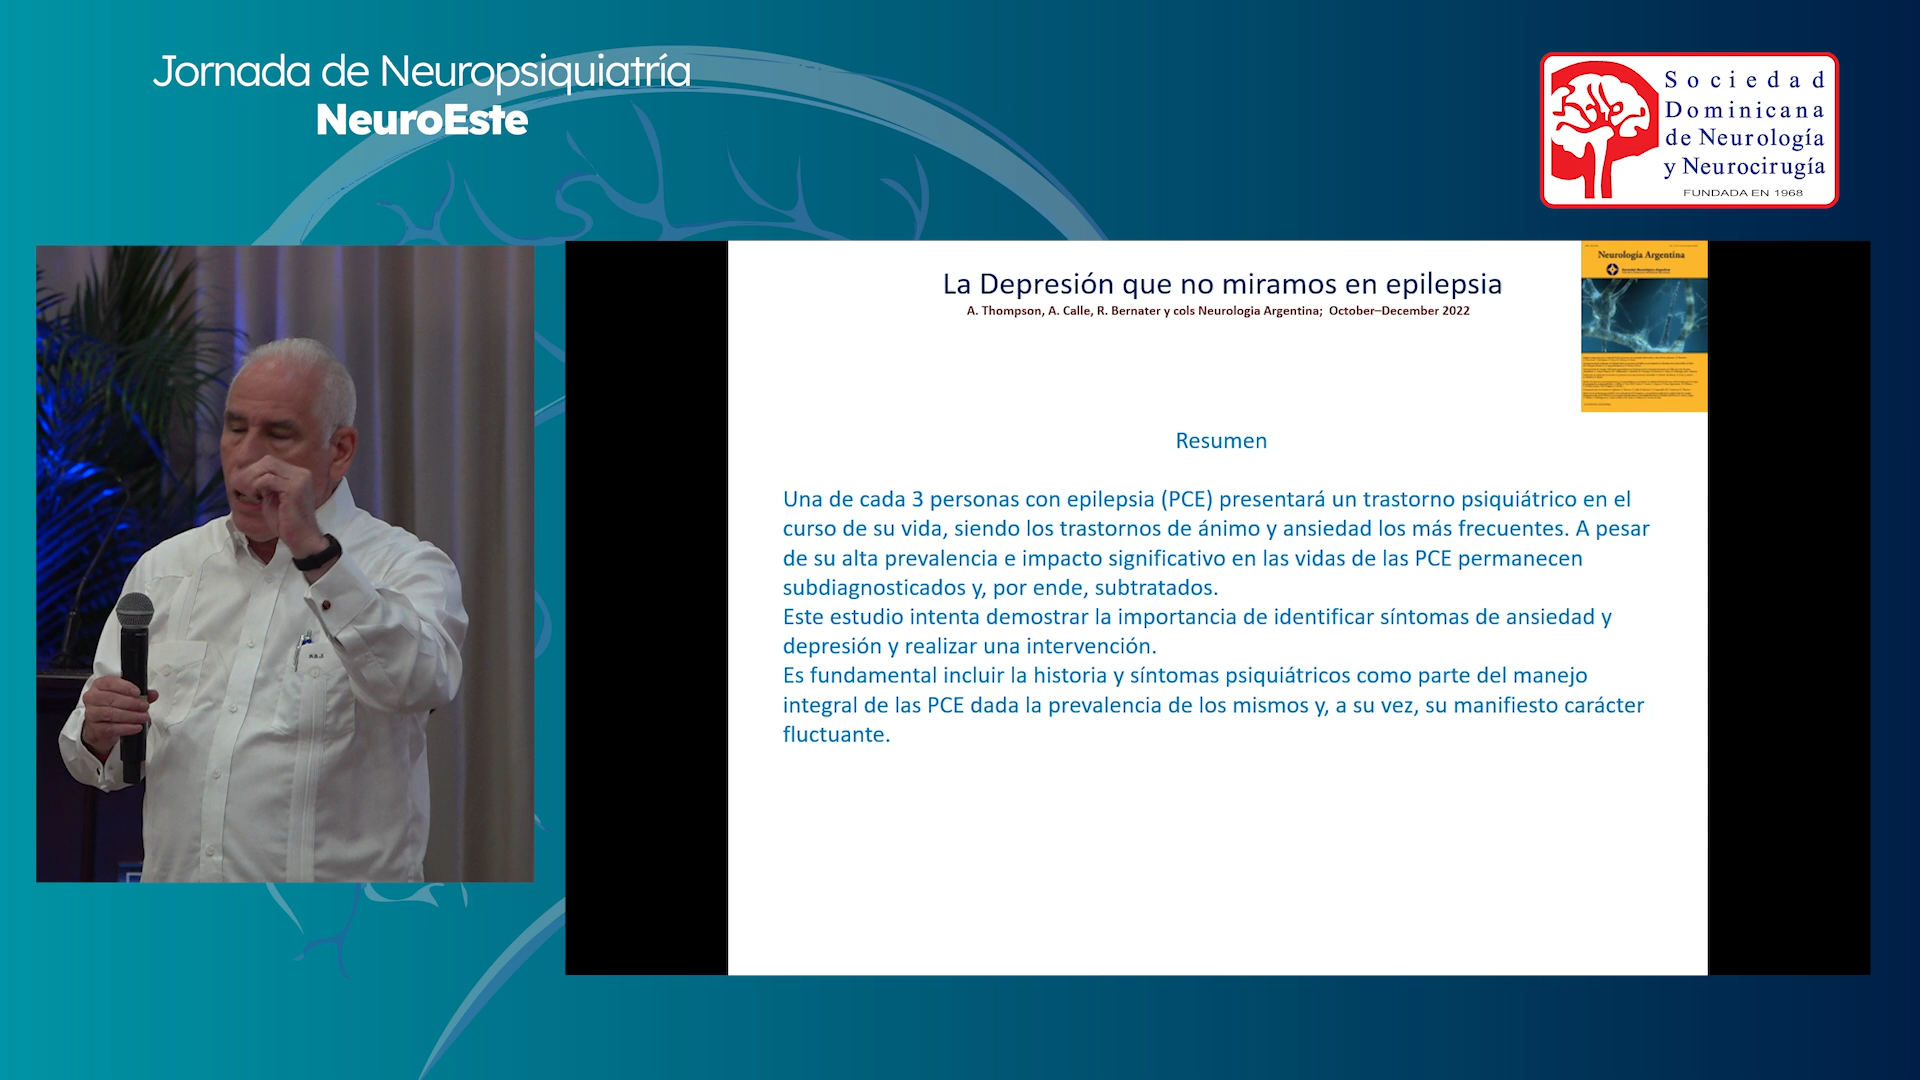 Jornada de Neuropsiquiatría
NeuroEste
Sociedad
Dominicana
de Neurología
y Neurocirugía
FUNDADA EN 1968
La Depresión que no miramos en epilepsia
A. Thompson, A. Calle, R. Bernater y cols Neurologia Argentina; October–December 2022
Neurología Argentina
Resumen
Una de cada 3 personas con epilepsia (PCE) presentará un trastorno psiquiátrico en el
curso de su vida, siendo los trastornos de ánimo y ansiedad los más frecuentes. A pesar
de su alta prevalencia e impacto significativo en las vidas de las PCE permanecen
subdiagnosticados y, por ende, subtratados.
Este estudio intenta demostrar la importancia de identificar síntomas de ansiedad y
depresión y realizar una intervención.
Es fundamental incluir la historia y síntomas psiquiátricos como parte del manejo
integral de las PCE dada la prevalencia de los mismos y, a su vez, su manifiesto carácter
fluctuante.